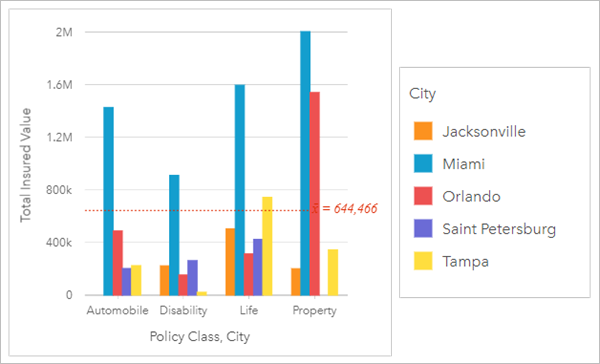 2M
1.6M
1.2M
800k
400k
0
Total Insured Value
x̄ = 644,466
Automobile Disability Life Property
Policy Class, City
City
Jacksonville
Miami
Orlando
Saint Petersburg
Tampa